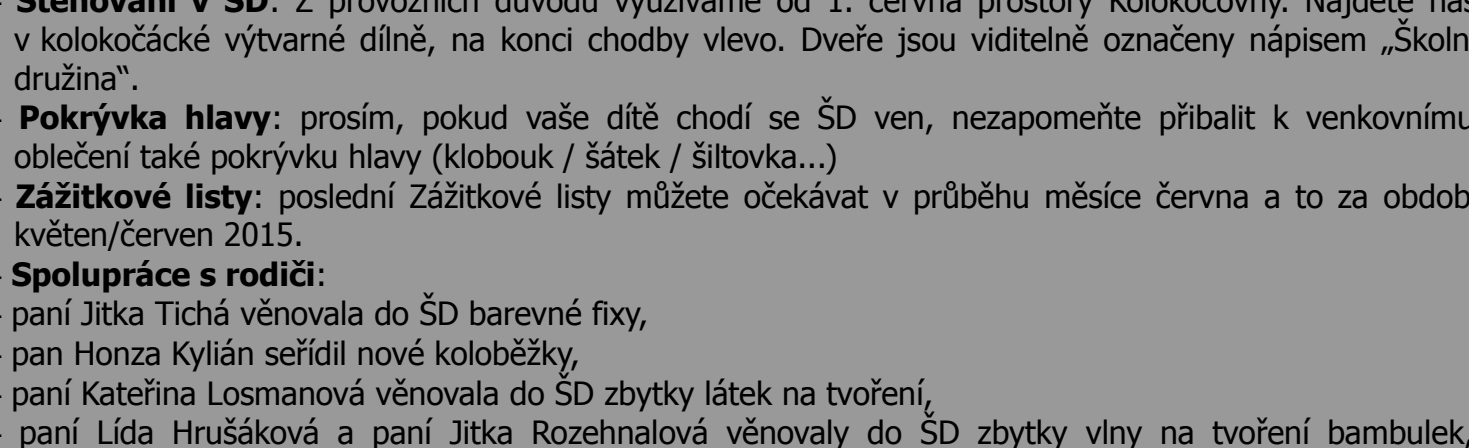 - Stěhování v ŠD: Z provozních důvodů využíváme od 1. června prostory Kolokočovny. Najdete nás
v kolokočácké výtvarné dílně, na konci chodby vlevo. Dveře jsou viditelně označeny nápisem „Školn
družina“.
- Pokrývka hlavy: prosím, pokud vaše dítě chodí se ŠD ven, nezapomeňte přibalit k venkovnímu
oblečení také pokrývku hlavy (klobouk / šátek / šiltovka...)
- Zážitkové listy: poslední Zážitkové listy můžete očekávat v průběhu měsíce června a to za obdob
květen/červen 2015.
- Spolupráce s rodiči:
- paní Jitka Tichá věnovala do ŠD barevné fixy,
- pan Honza Kylián seřídil nové koloběžky,
- paní Kateřina Losmanová věnovala do ŠD zbytky látek na tvoření,
- paní Lída Hrušáková a paní Jitka Rozehnalová věnovaly do ŠD zbytky vlny na tvoření bambulek.